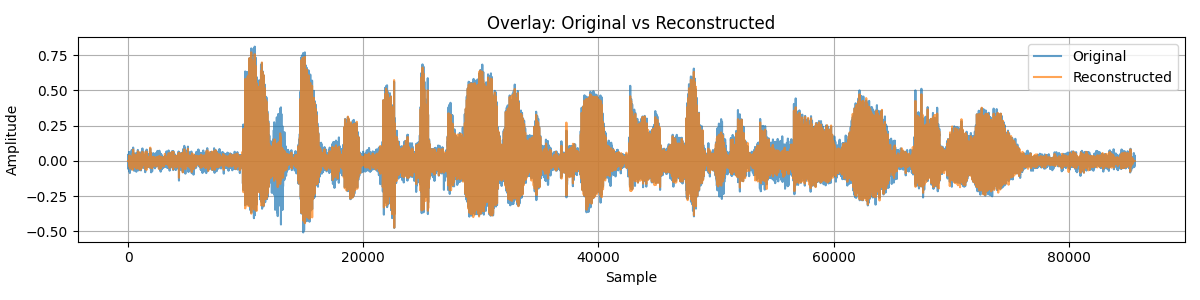 Overlay: Original vs Reconstructed
Original
Reconstructed
Amplitude
0.75
0.50
0.25
0.00
−0.25
−0.50
0 20000 40000 60000 80000
Sample